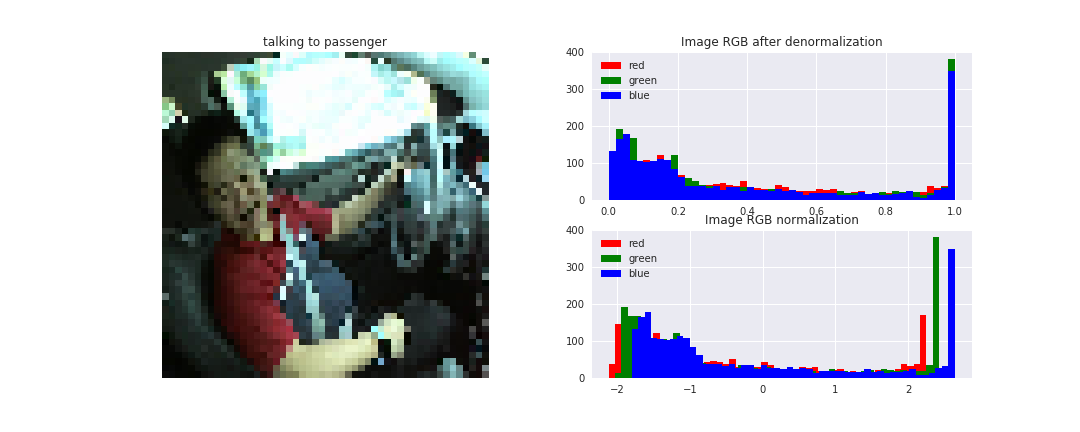 talking to passenger
Image RGB after denormalization
400
300
200
100
0
red
green
blue
0.0
0.2
0.4
0.6
0.8
1.0
Image RGB normalization
400
300
200
100
0
red
green
blue
−2
−1
0
1
2